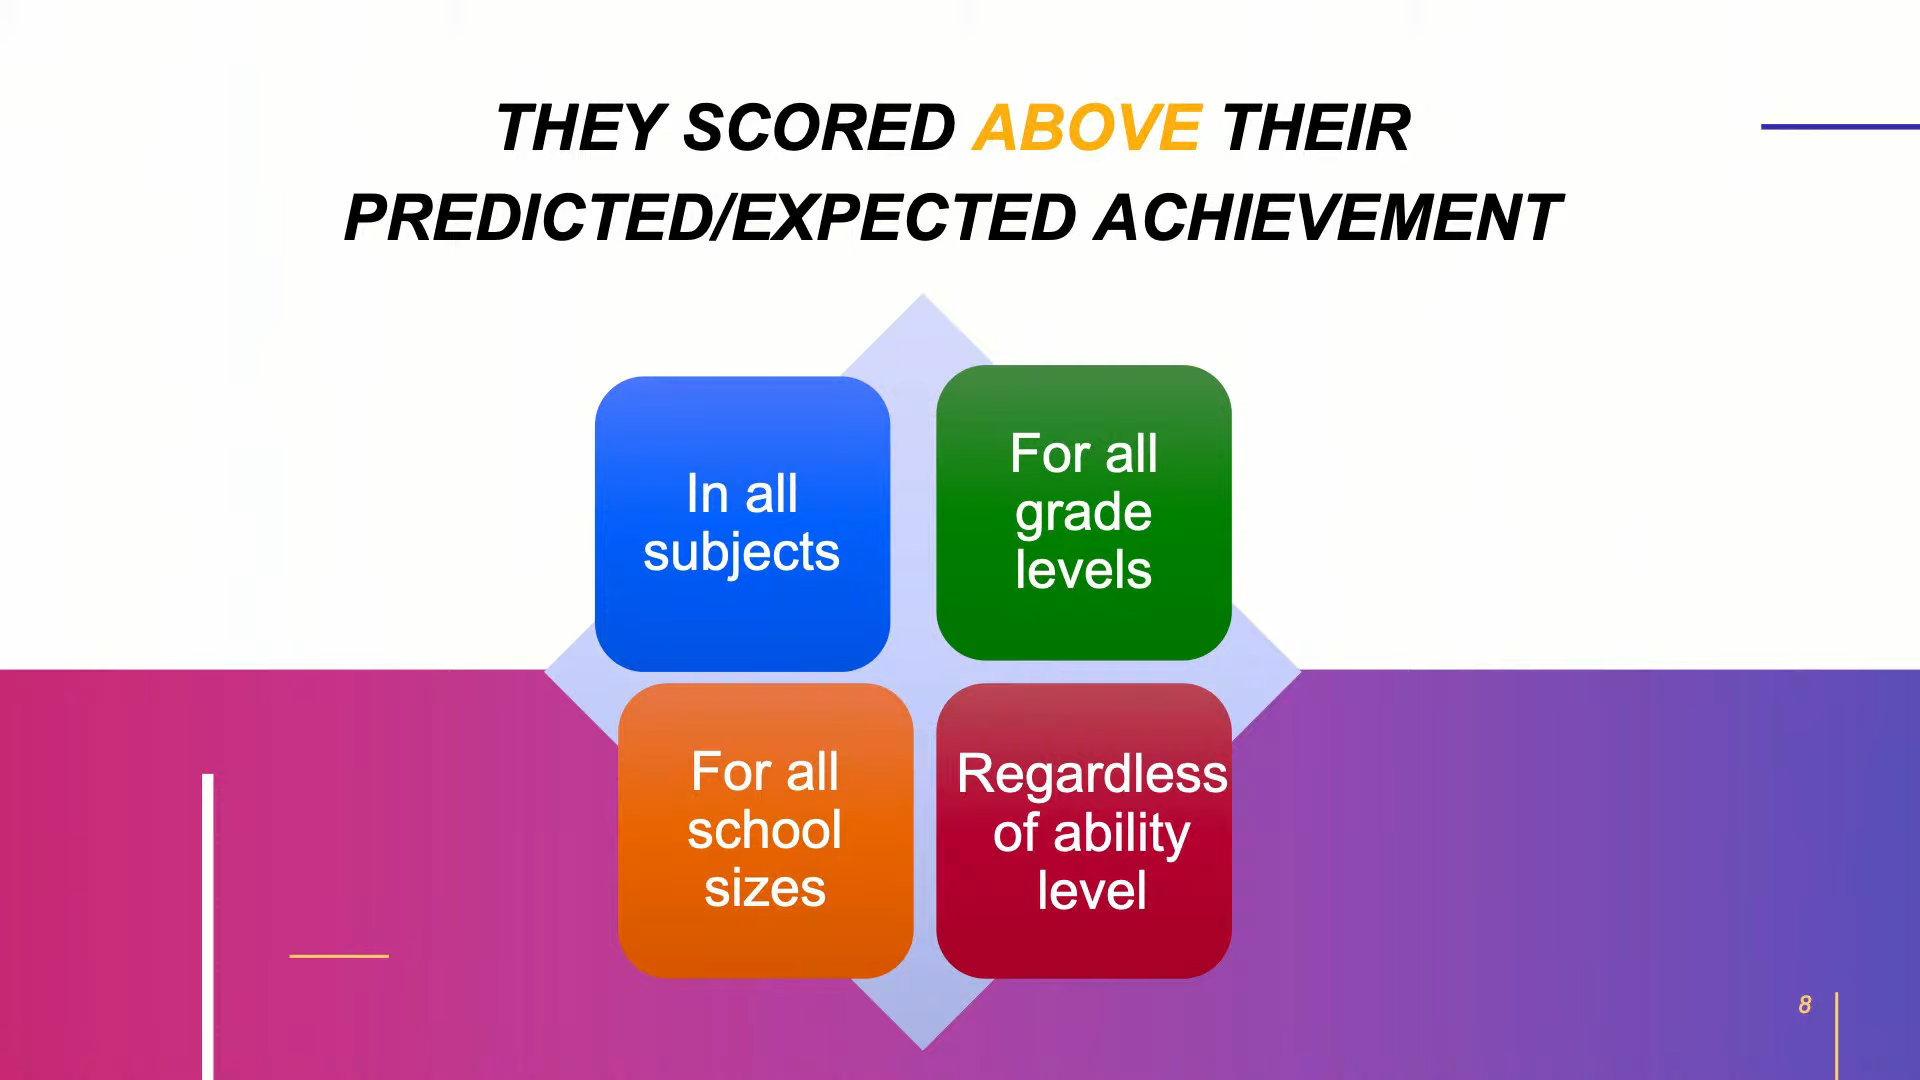 THEY SCORED ABOVE THEIR
PREDICTED/EXPECTED ACHIEVEMENT
In all
subjects
For all
grade
levels
For all
school
sizes
Regardless
of ability
level
8